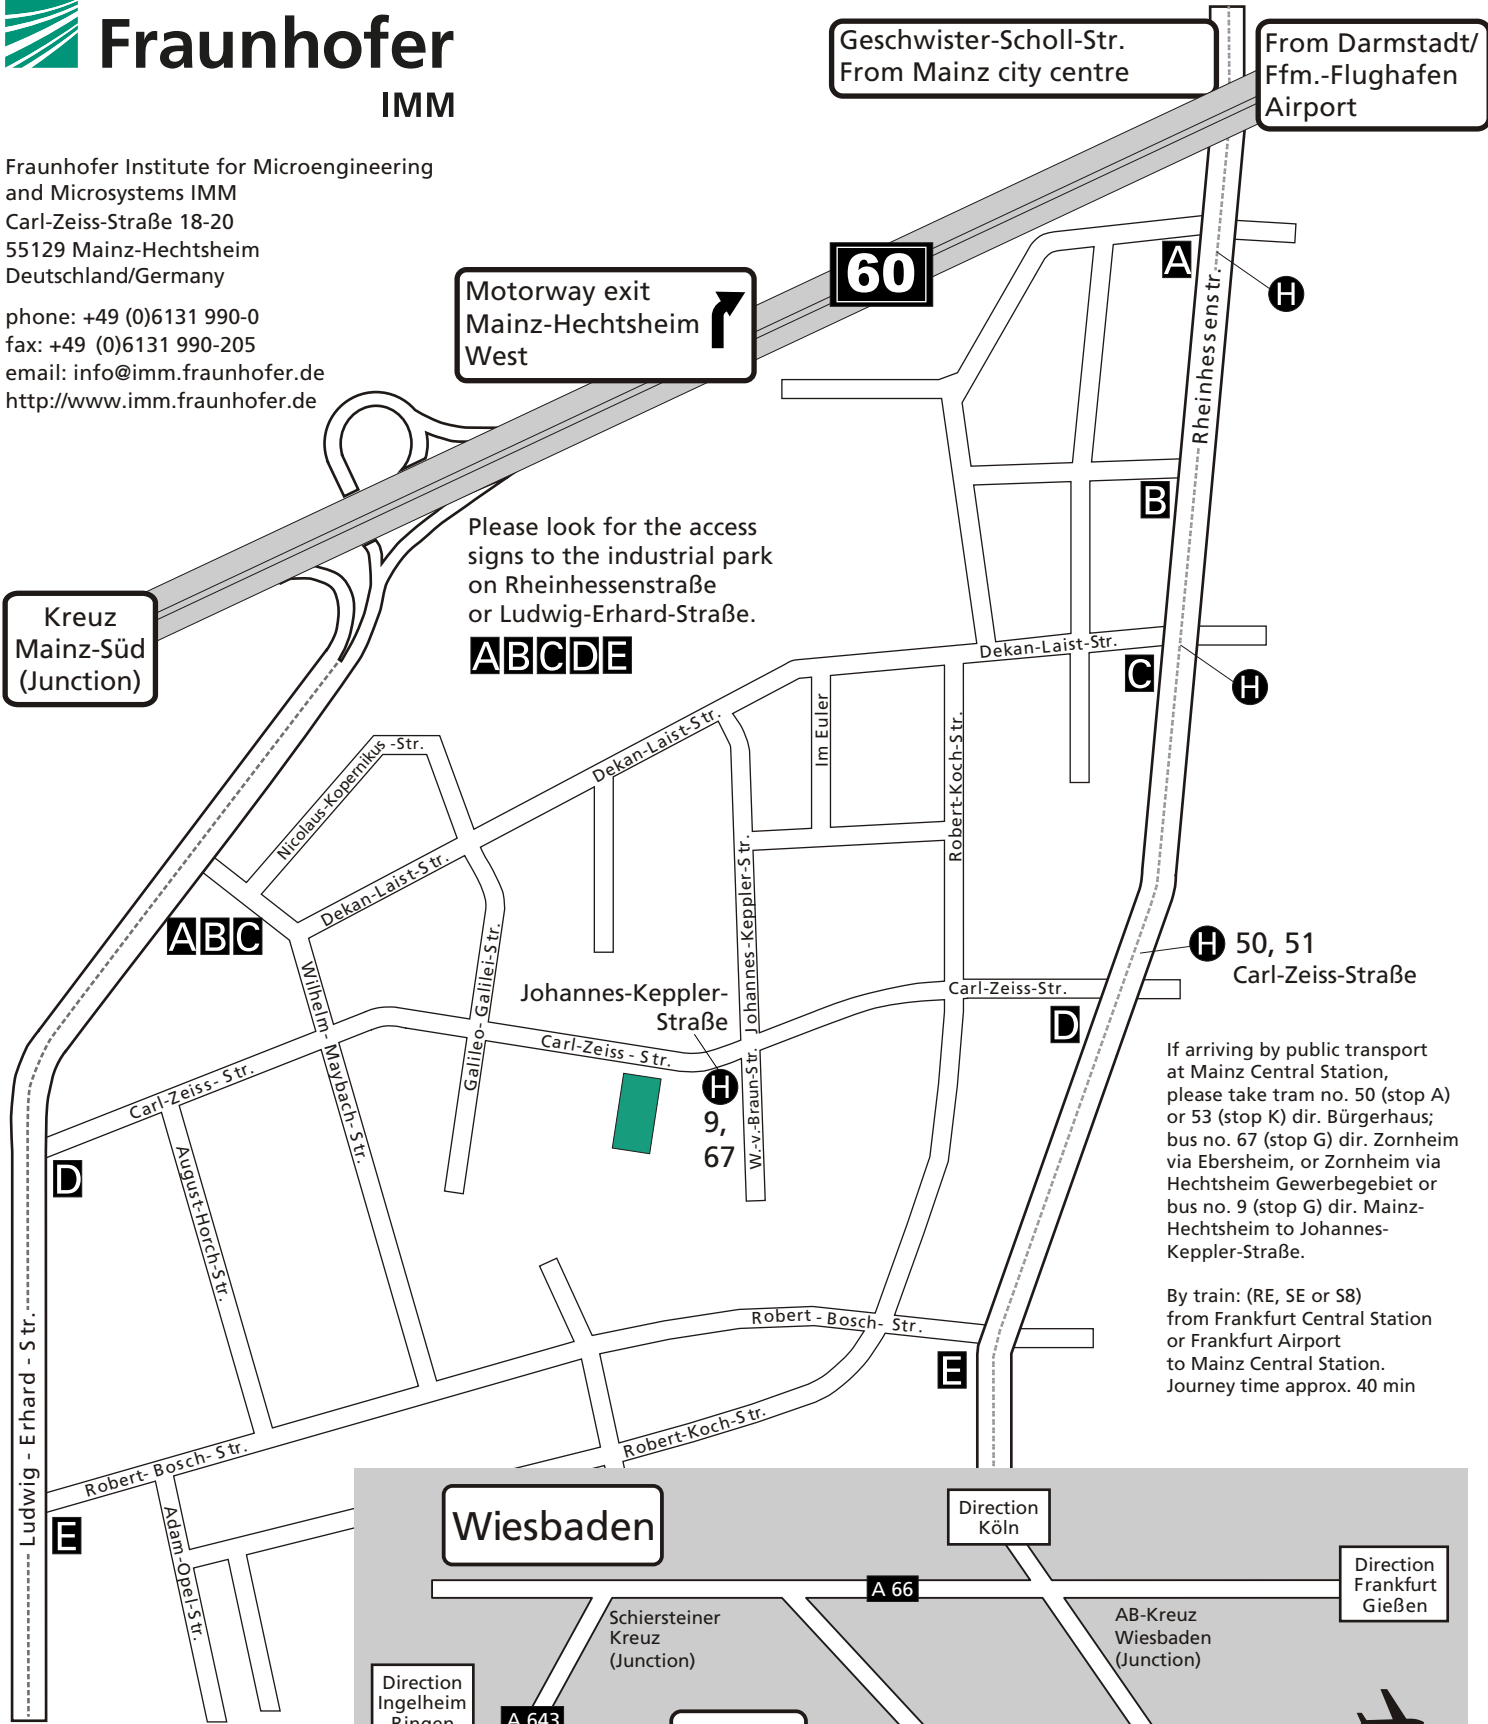 Fraunhofer
IMM
Fraunhofer Institute for Microengineering
and Microsystems IMM
Carl-Zeiss-Straße 18-20
55129 Mainz-Hechtsheim
Deutschland/Germany
phone: +49 (0)6131 990-0
fax: +49 (0)6131 990-205
email: info@imm.fraunhofer.de
http://www.imm.fraunhofer.de
Geschwister-Scholl-Str.
From Mainz city centre
From Darmstadt/
Ffm.-Flughafen
Airport
60
Motorway exit
Mainz-Hechtsheim
West
A
H
Rheinhessenstr.
B
Please look for the access
signs to the industrial park
on Rheinhessenstraße
or Ludwig-Erhard-Straße.
ABCDE
Kreuz
Mainz-Süd
(Junction)
Dekan-Laist-Str.
C
H
Dekan-Laist-Str.
Im Euler
Robert-Koch-Str.
Nicolaus-Kopernikus-Str.
Dekan-Laist-Str.
ABC
Johannes-Keppler-Str.
Galileo-Galilei-Str.
Wilhelm-Maybach-Str.
H 50, 51
Carl-Zeiss-Straße
Johannes-Keppler-
Straße
Carl-Zeiss-Str.
D
Carl-Zeiss-Str.
H
9,
67
W.-v.-Braun-Str.
Carl-Zeiss-Str.
D
August-Horch-Str.
If arriving by public transport
at Mainz Central Station,
please take tram no. 50 (stop A)
or 53 (stop K) dir. Bürgerhaus;
bus no. 67 (stop G) dir. Zornheim
via Ebersheim, or Zornheim via
Hechtsheim Gewerbegebiet or
bus no. 9 (stop G) dir. Mainz-
Hechtsheim to Johannes-
Keppler-Straße.
By train: (RE, SE or S8)
from Frankfurt Central Station
or Frankfurt Airport
to Mainz Central Station.
Journey time approx. 40 min
Robert-Bosch-Str.
E
Ludwig-Erhard-Str.
Robert-Koch-Str.
Robert-Bosch-Str.
E
Adam-Opel-Str.
Wiesbaden
Direction
Köln
A 66
Direction
Frankfurt
Gießen
Schiersteiner
Kreuz
(Junction)
AB-Kreuz
Wiesbaden
(Junction)
Direction
Ingelheim
Bingen
A 643